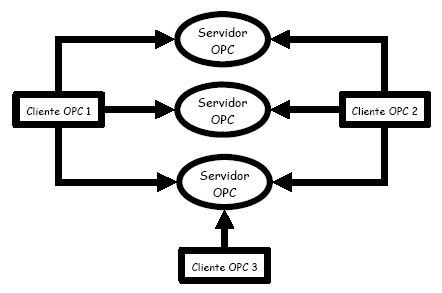 Servidor
OPC
Cliente OPC 1
Servidor
OPC
Cliente OPC 2
Servidor
OPC
Cliente OPC 3